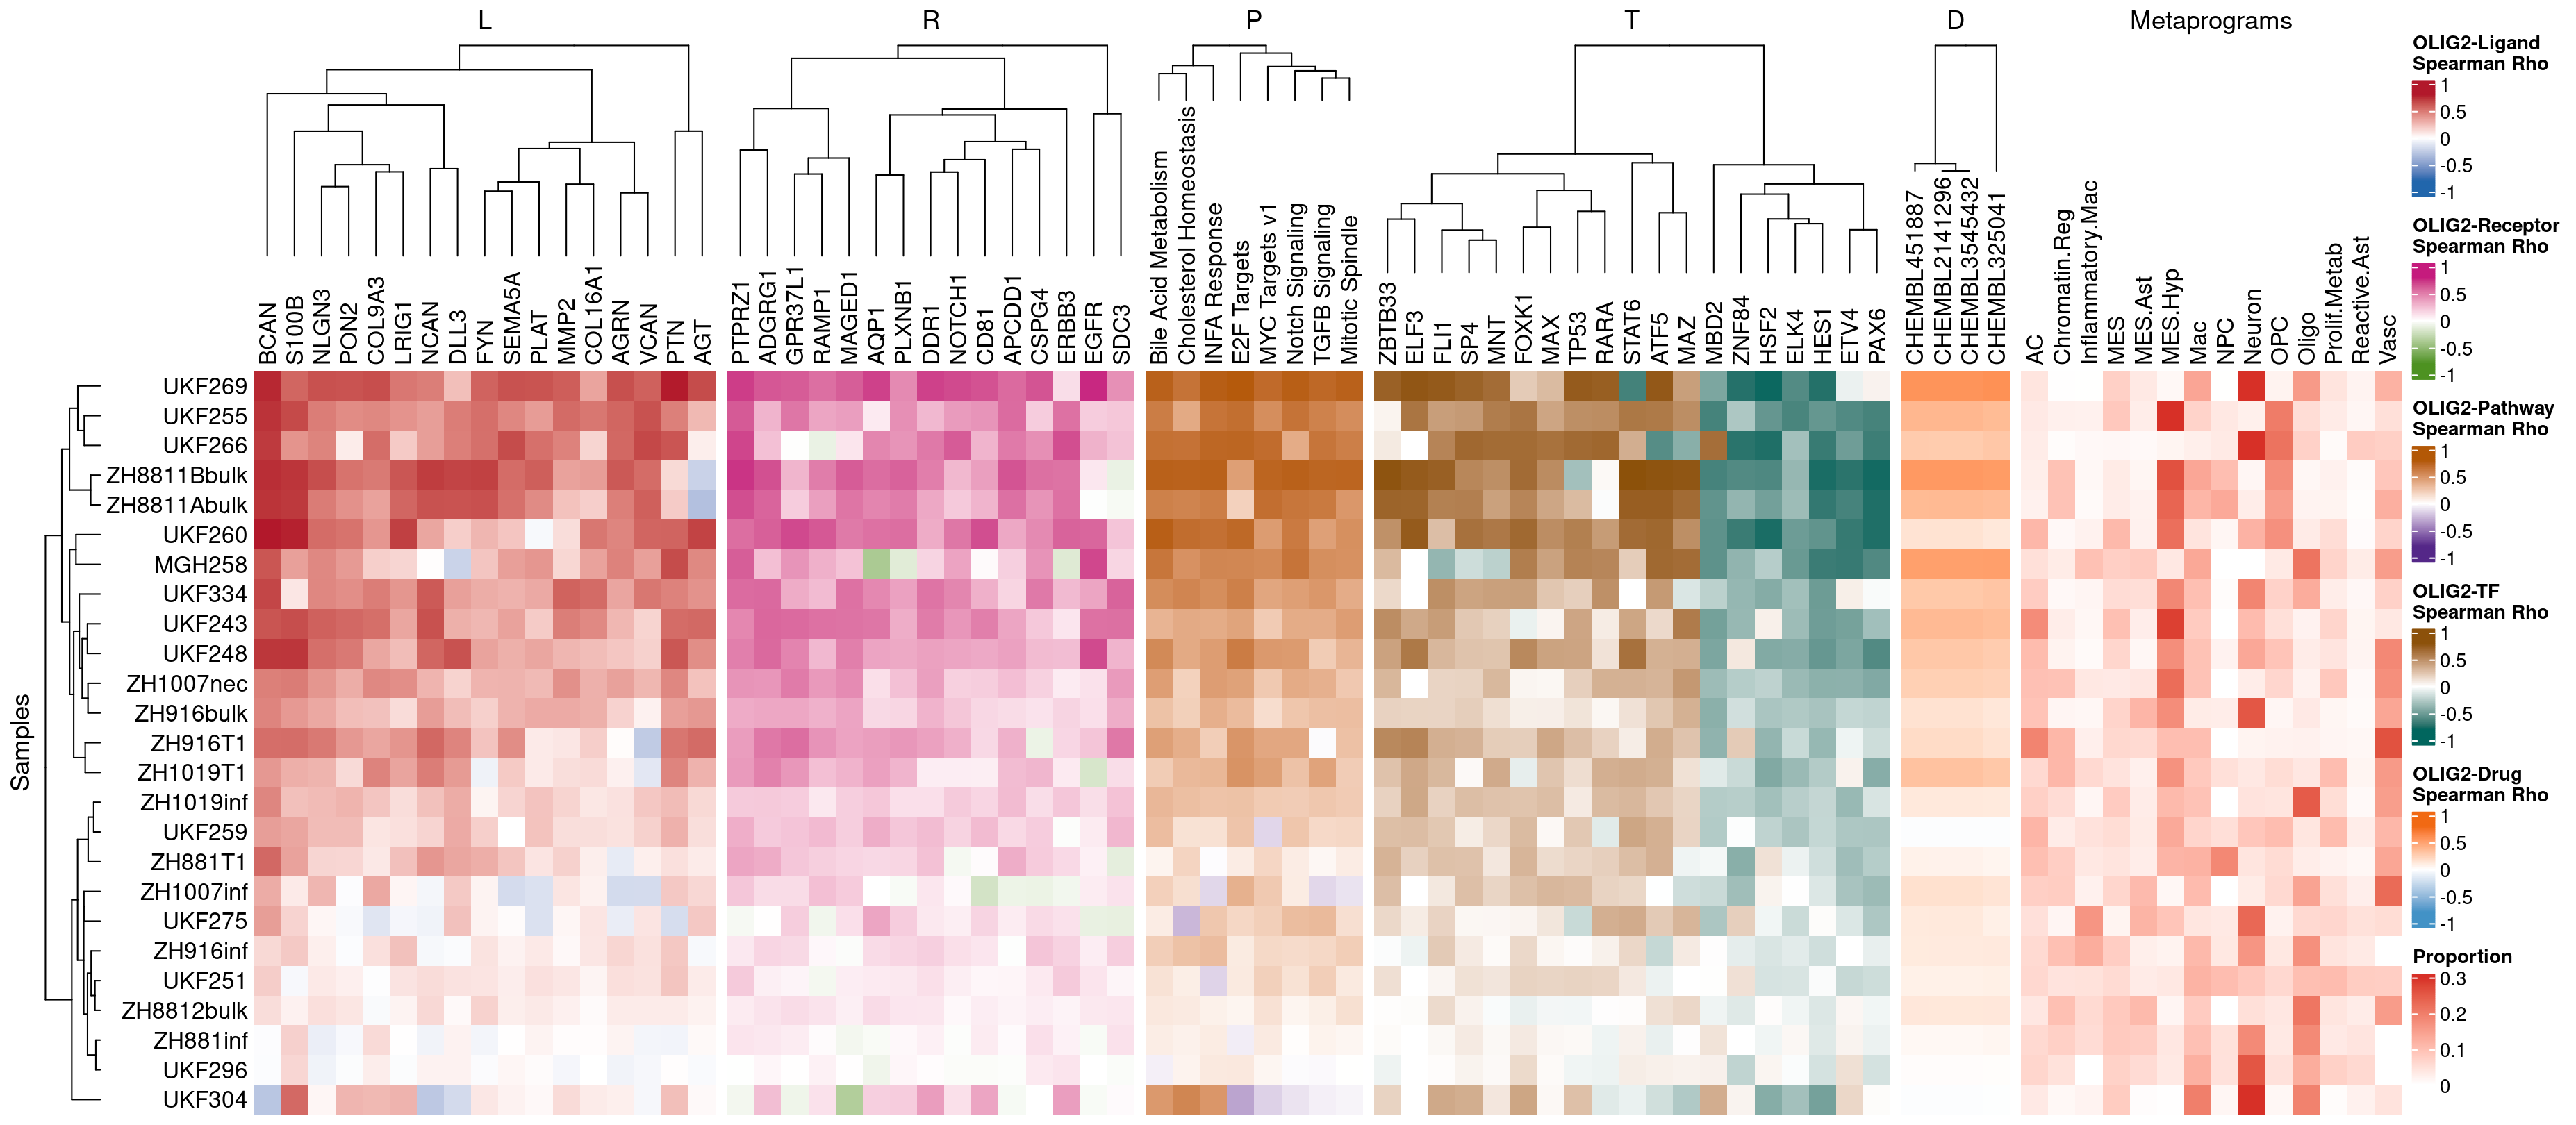 L
R
P
T
D
Metaprograms
BCAN
S100B
NLGN3
PON2
COL9A3
LRIG1
NCAN
DLL3
FYN
SEMA5A
PLAT
MMP2
COL16A1
AGRN
VCAN
PTN
AGT
PTPRZ1
ADGRG1
GPR37L1
RAMP1
MAGED1
AQP1
PLXNB1
DDR1
NOTCH1
CD81
APCDD1
CSPG4
ERBB3
EGFR
SDC3
Bile Acid Metabolism
Cholesterol Homeostasis
INFA Response
E2F Targets
MYC Targets v1
Notch Signaling
TGFB Signaling
Mitotic Spindle
ZBTB33
ELF3
FLI1
SP4
MNT
FOXK1
MAX
TP53
RARA
STAT6
ATF5
MAZ
MBD2
ZNF84
HSF2
ELK4
HES1
ETV4
PAX6
CHEMBL451887
CHEMBL2141296
CHEMBL3545432
CHEMBL325041
AC
Chromatin.Reg
Inflammatory.Mac
MES
MES.Ast
MES.Hyp
Mac
NPC
Neuron
OPC
Oligo
Prolif.Metab
Reactive.Ast
Vasc
Samples
UKF269
UKF255
UKF266
ZH8811Bbulk
ZH8811Abulk
UKF260
MGH258
UKF334
UKF243
UKF248
ZH1007nec
ZH916bulk
ZH916T1
ZH1019T1
ZH1019inf
UKF259
ZH881T1
ZH1007inf
UKF275
ZH916inf
UKF251
ZH8812bulk
ZH881inf
UKF296
UKF304
OLIG2-Ligand
Spearman Rho
1
0.5
0
-0.5
-1
OLIG2-Receptor
Spearman Rho
1
0.5
0
-0.5
-1
OLIG2-Pathway
Spearman Rho
1
0.5
0
-0.5
-1
OLIG2-TF
Spearman Rho
1
0.5
0
-0.5
-1
OLIG2-Drug
Spearman Rho
1
0.5
0
-0.5
-1
Proportion
0.3
0.2
0.1
0